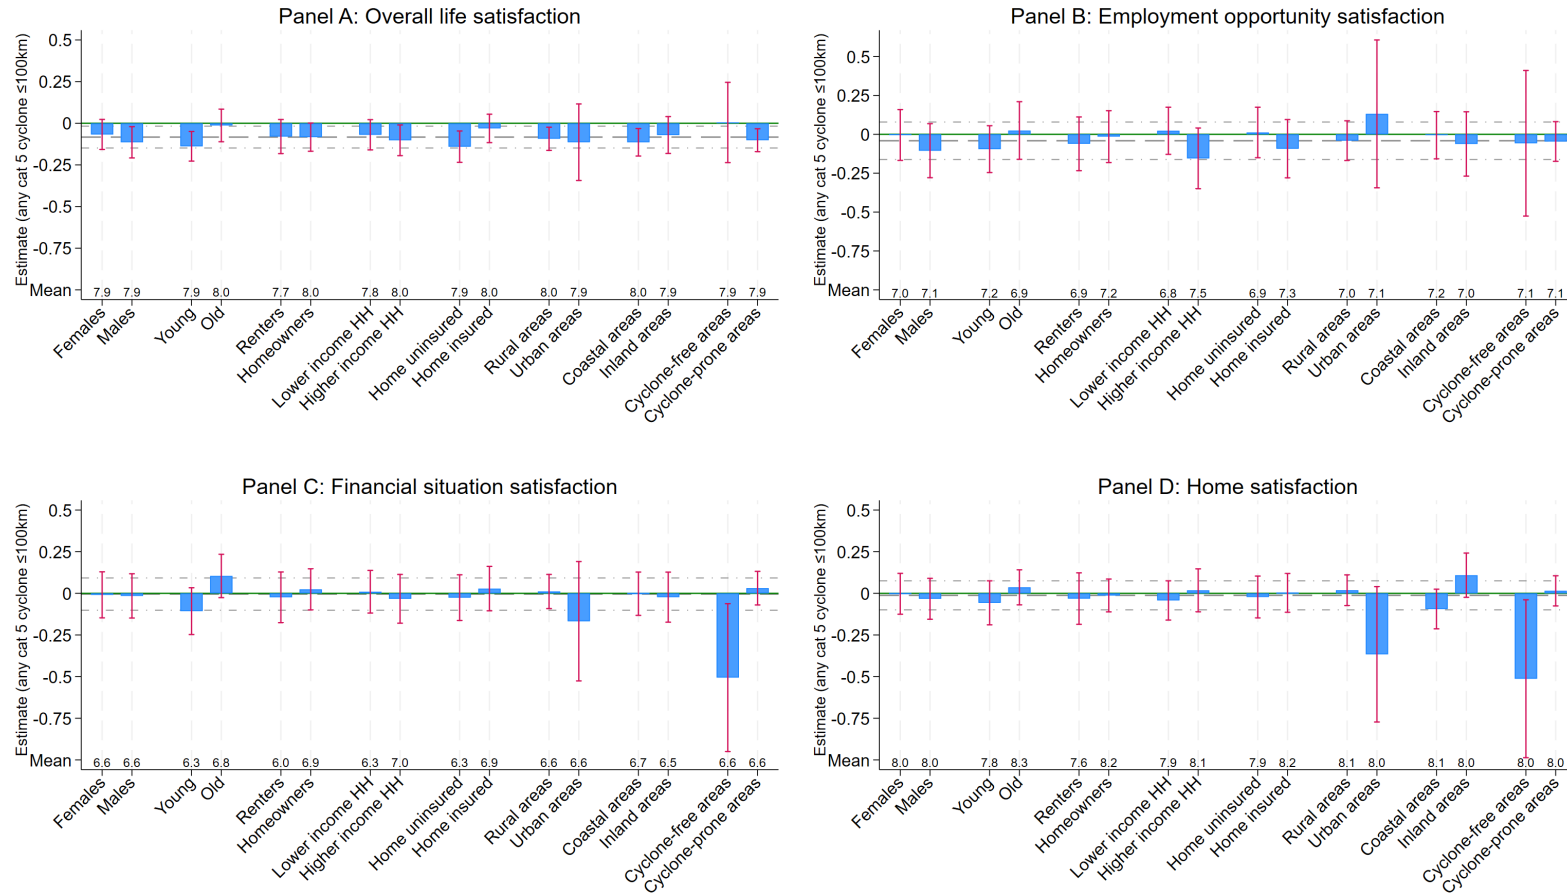 Panel A: Overall life satisfaction
Estimate (any cat 5 cyclone ≤100km)
0.5
0.25
0
-0.25
-0.5
-0.75
Mean
7.9 7.9 7.9 8.0 7.7 8.0 7.8 8.0 7.9 8.0 8.0 7.9 8.0 7.9 7.9 7.9
Females
Males
Young
Old
Renters
Homeowners
Lower income HH
Higher income HH
Home uninsured
Home insured
Rural areas
Urban areas
Coastal areas
Inland areas
Cyclone-free areas
Cyclone-prone areas
Panel B: Employment opportunity satisfaction
Estimate (any cat 5 cyclone ≤100km)
0.5
0.25
0
-0.25
-0.5
-0.75
Mean
7.0 7.1 7.2 6.9 6.9 7.2 6.8 7.5 6.9 7.3 7.0 7.1 7.2 7.0 7.1 7.1
Females
Males
Young
Old
Renters
Homeowners
Lower income HH
Higher income HH
Home uninsured
Home insured
Rural areas
Urban areas
Coastal areas
Inland areas
Cyclone-free areas
Cyclone-prone areas
Panel C: Financial situation satisfaction
Estimate (any cat 5 cyclone ≤100km)
0.5
0.25
0
-0.25
-0.5
-0.75
Mean
6.6 6.6 6.3 6.8 6.0 6.9 6.3 7.0 6.3 6.9 6.6 6.6 6.7 6.5 6.6 6.6
Females
Males
Young
Old
Renters
Homeowners
Lower income HH
Higher income HH
Home uninsured
Home insured
Rural areas
Urban areas
Coastal areas
Inland areas
Cyclone-free areas
Cyclone-prone areas
Panel D: Home satisfaction
Estimate (any cat 5 cyclone ≤100km)
0.5
0.25
0
-0.25
-0.5
-0.75
Mean
8.0 8.0 7.8 8.3 7.6 8.2 7.9 8.1 7.9 8.2 8.1 8.0 8.1 8.0 8.0 8.0
Females
Males
Young
Old
Renters
Homeowners
Lower income HH
Higher income HH
Home uninsured
Home insured
Rural areas
Urban areas
Coastal areas
Inland areas
Cyclone-free areas
Cyclone-prone areas